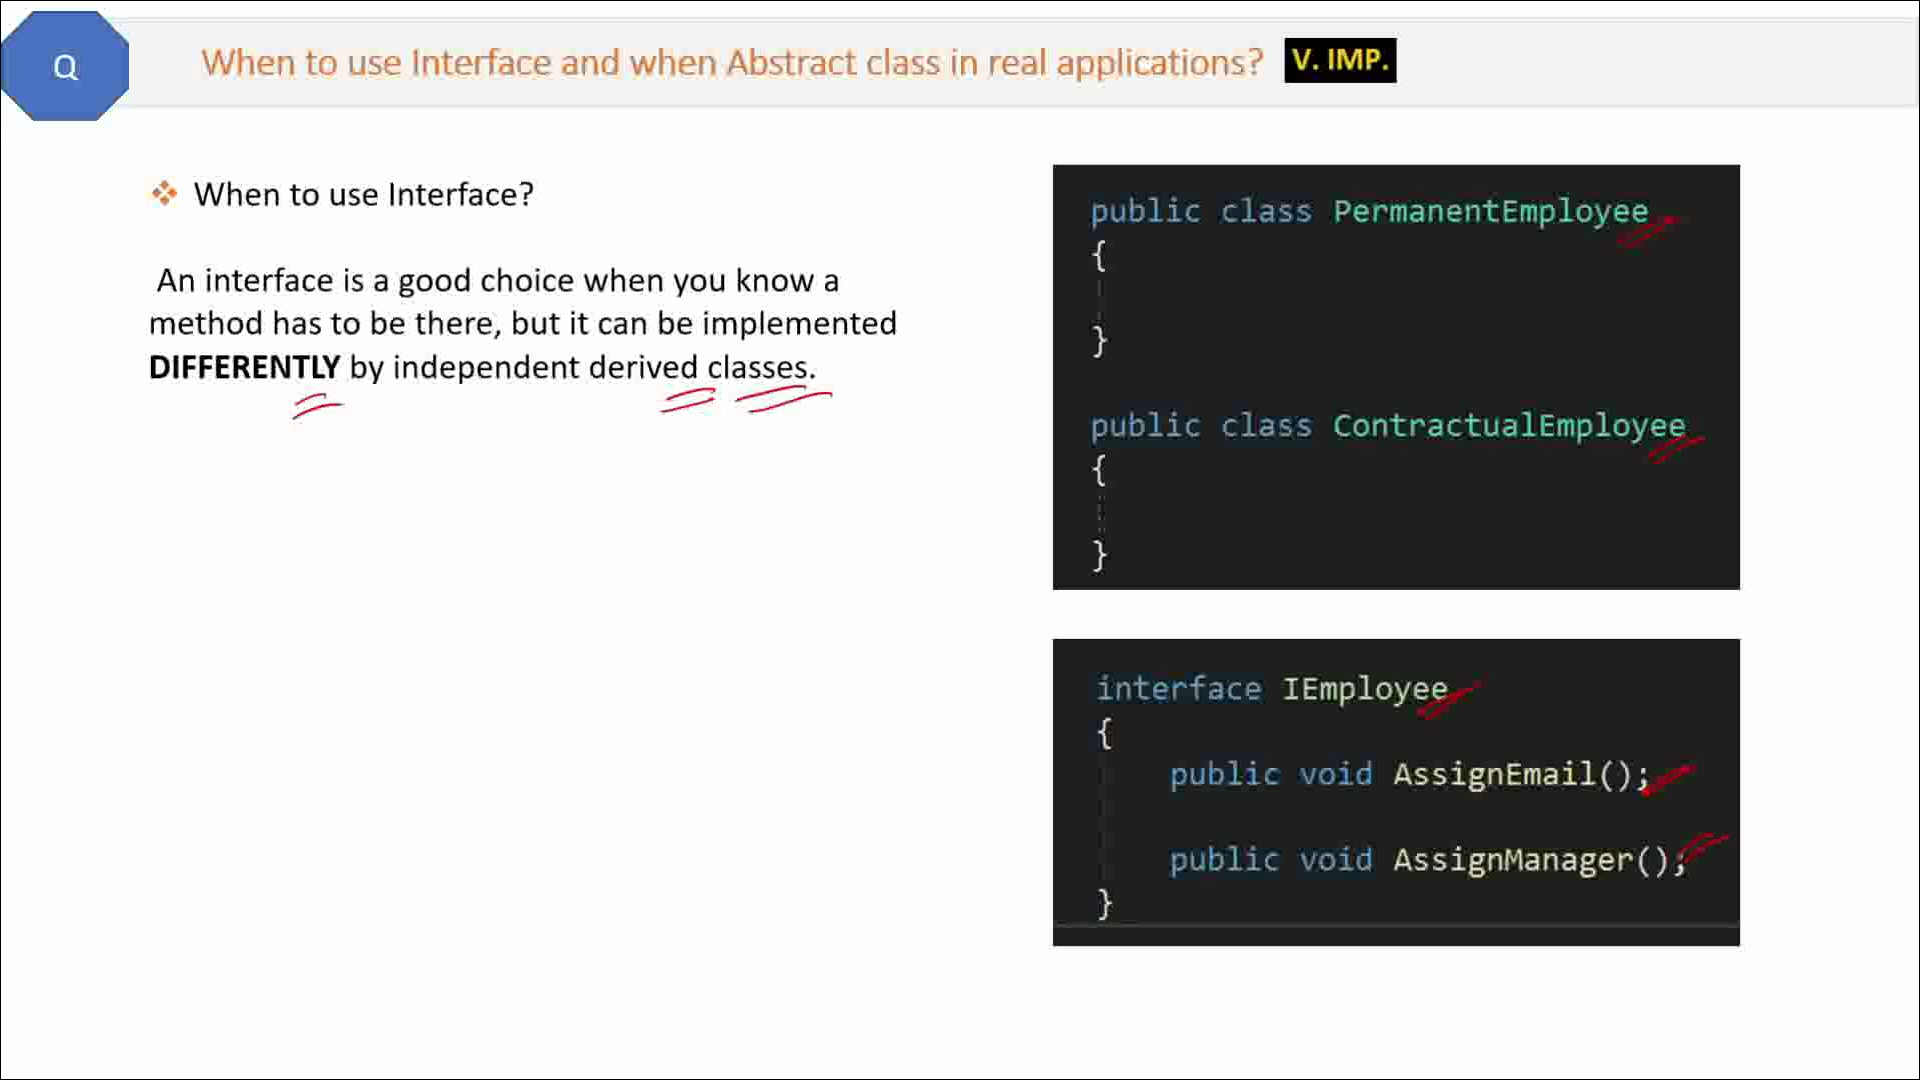 Q
When to use Interface and when Abstract class in real applications? V. IMP.
❖ When to use Interface?
An interface is a good choice when you know a
method has to be there, but it can be implemented
DIFFERENTLY by independent derived classes.
public class PermanentEmployee
{
}
public class ContractualEmployee
{
}
interface IEmployee
{
public void AssignEmail();
public void AssignManager();
}